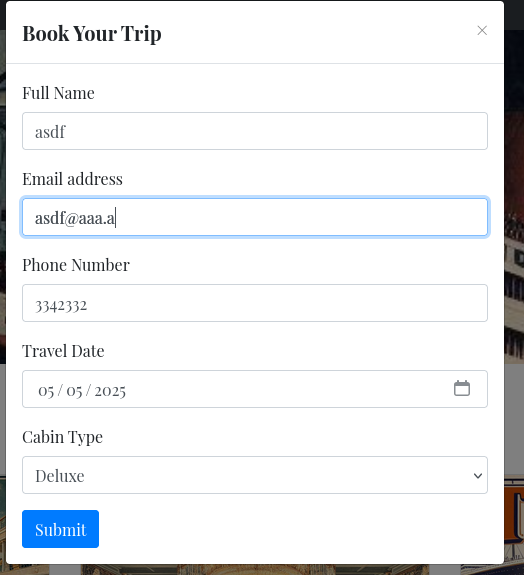 Book Your Trip
×
Full Name
asdf
Email address
asdf@aaa.a
Phone Number
3342332
Travel Date
05 / 05 / 2025
Cabin Type
Deluxe
Submit